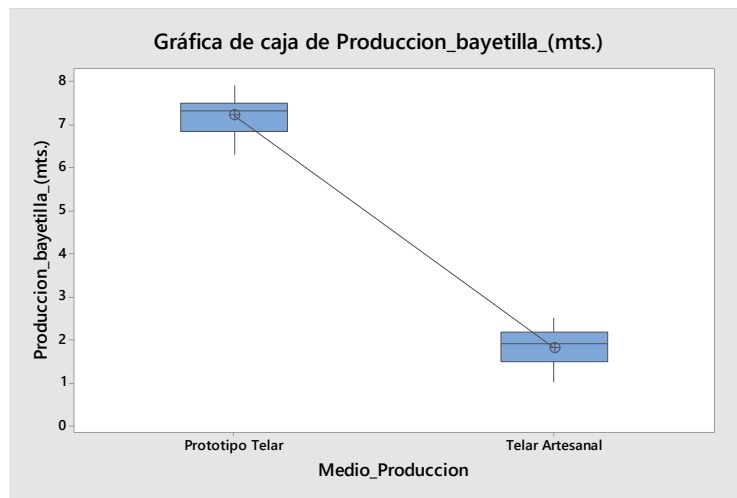 Gráfica de caja de Produccion_bayetilla_(mts.)
Produccion_bayetilla_(mts.)
8
7
6
5
4
3
2
1
0
Prototipo Telar
Telar Artesanal
Medio_Produccion